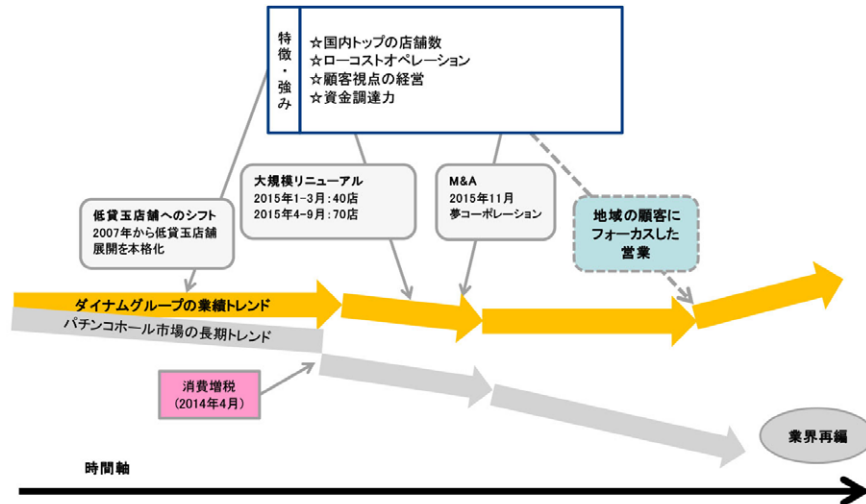 特徴・強み
☆国内トップの店舗数
☆ローコストオペレーション
☆顧客視点の経営
☆資金調達力
低貸玉店舗へのシフト
2007年から低貸玉店舗
展開を本格化
大規模リニューアル
2015年1-3月：40店
2015年4-9月：70店
M&A
2015年11月
夢コーポレーション
地域の顧客に
フォーカスした
営業
ダイナムグループの業績トレンド
パチンコホール市場の長期トレンド
消費増税
(2014年4月)
業界再編
時間軸